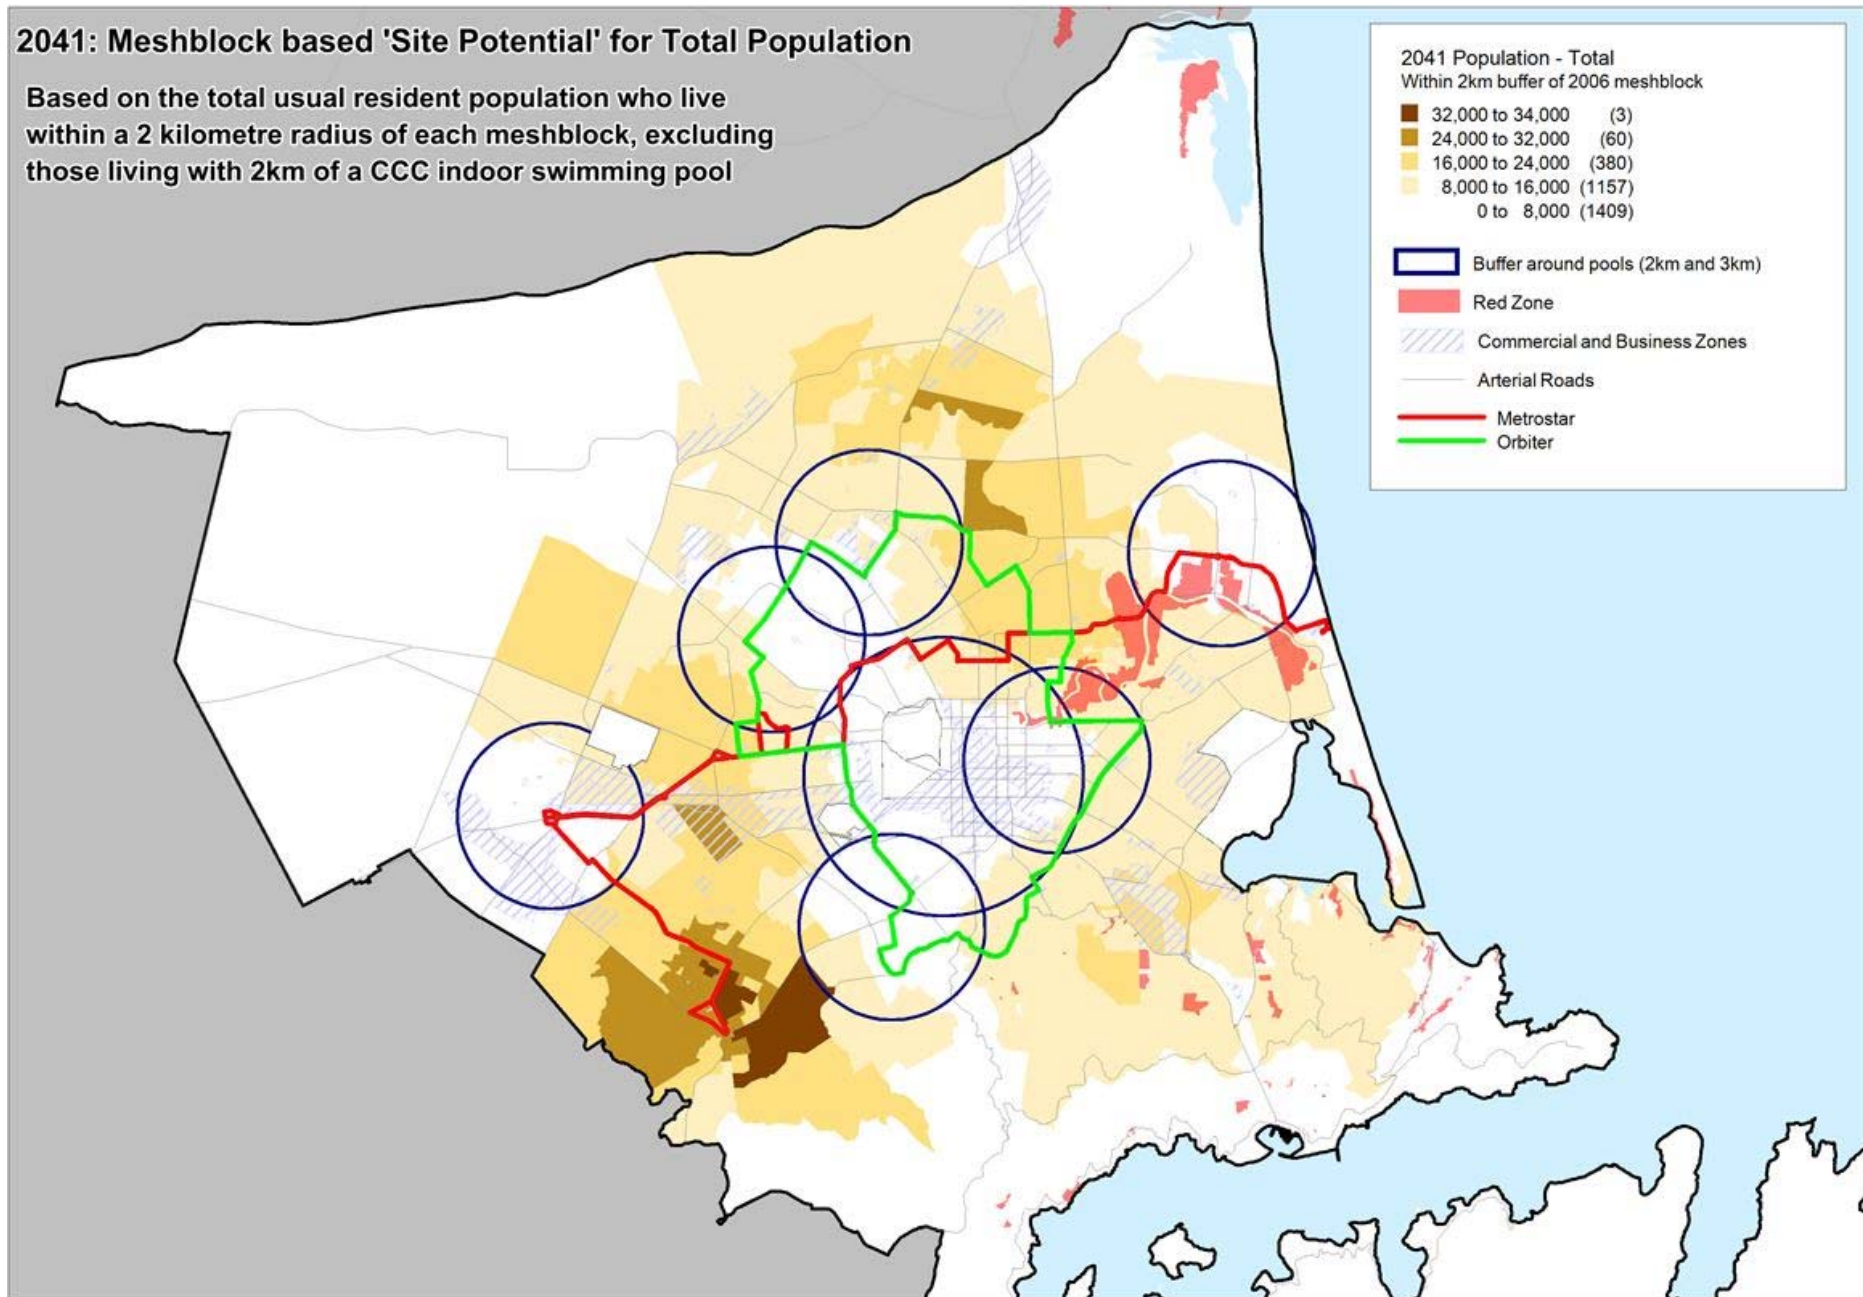 2041: Meshblock based 'Site Potential' for Total Population
Based on the total usual resident population who live
within a 2 kilometre radius of each meshblock, excluding
those living with 2km of a CCC indoor swimming pool
2041 Population - Total
Within 2km buffer of 2006 meshblock
32,000 to 34,000 (3)
24,000 to 32,000 (60)
16,000 to 24,000 (380)
8,000 to 16,000 (1157)
0 to 8,000 (1409)
Buffer around pools (2km and 3km)
Red Zone
Commercial and Business Zones
Arterial Roads
Metrostar
Orbiter